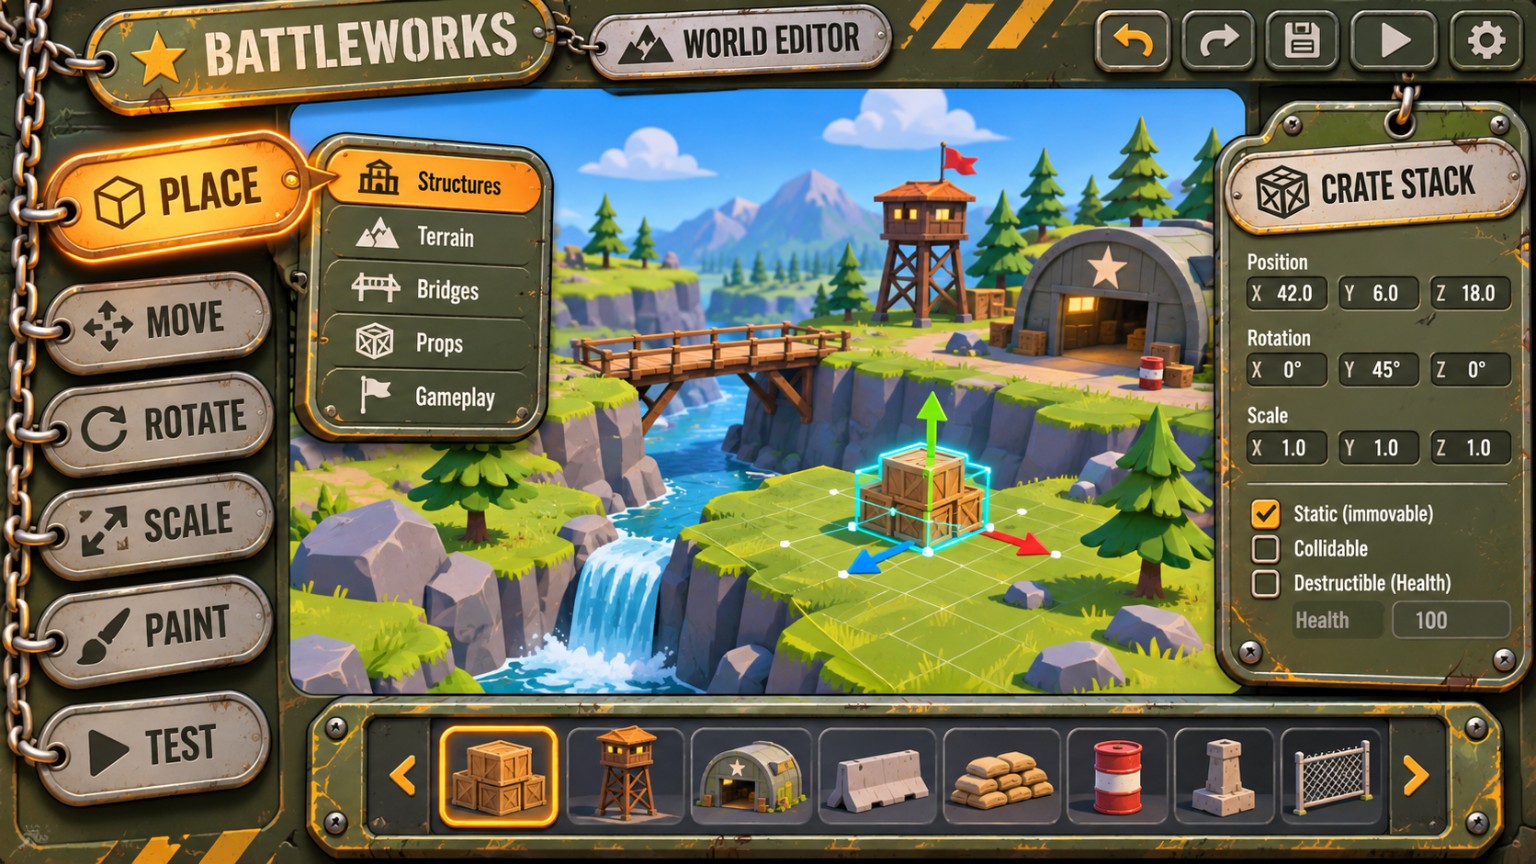 BATTLEWORKS
WORLD EDITOR
PLACE
MOVE
ROTATE
SCALE
PAINT
TEST
Structures
Terrain
Bridges
Props
Gameplay
CRATE STACK
Position
X 42.0 Y 6.0 Z 18.0
Rotation
X 0° Y 45° Z 0°
Scale
X 1.0 Y 1.0 Z 1.0
Static (immovable)
Collidable
Destructible (Health)
Health 100